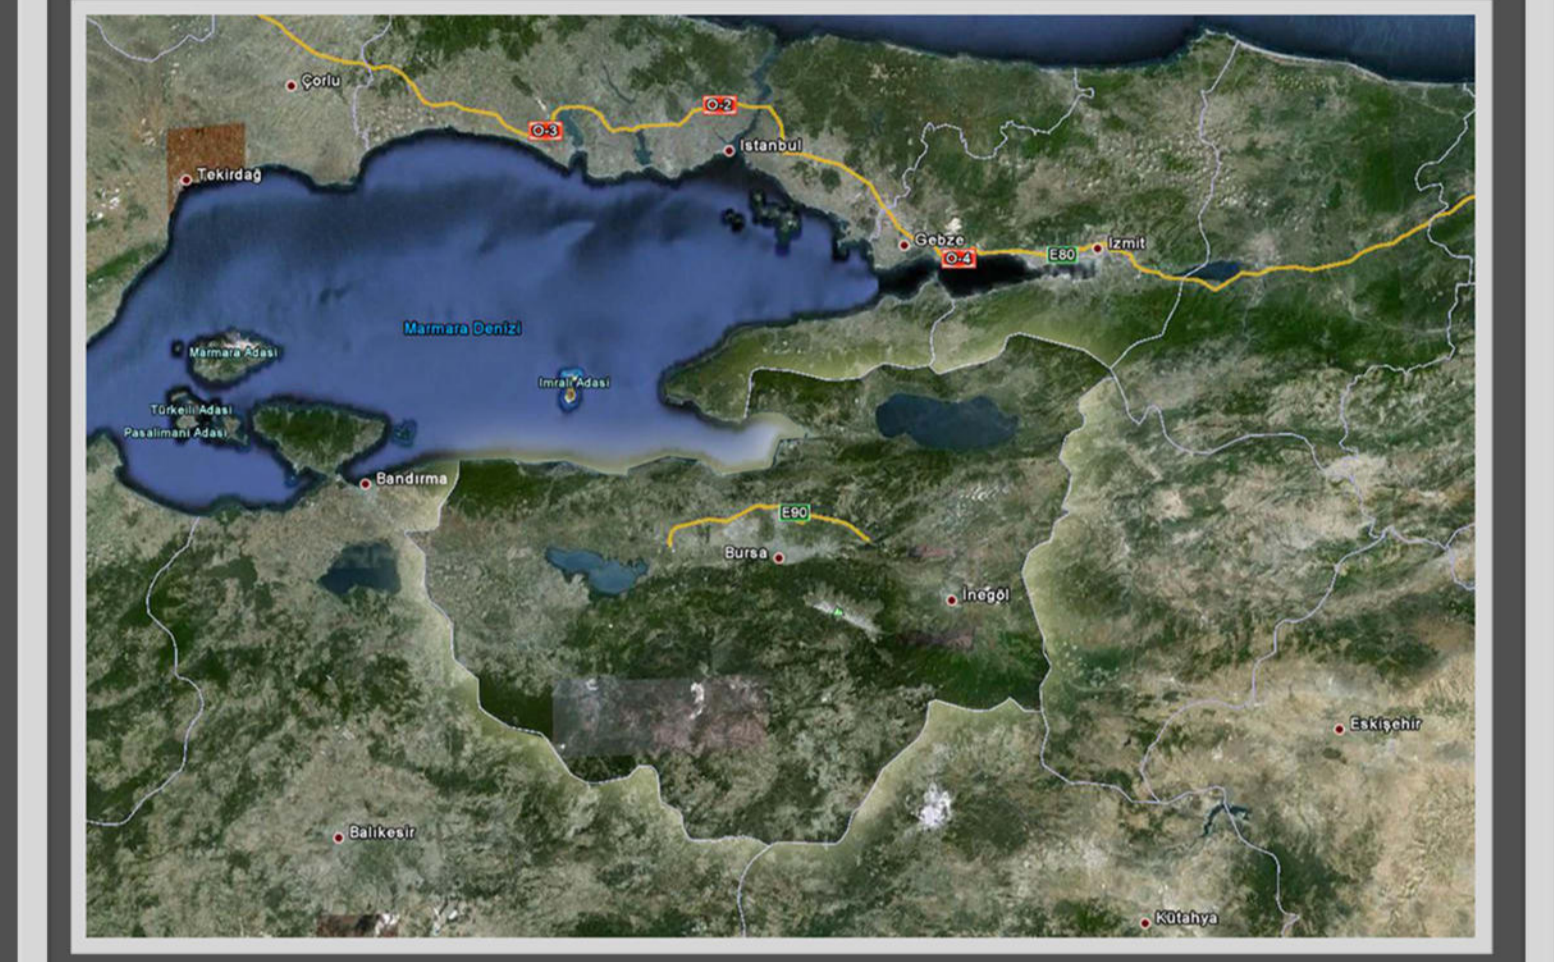 Çorlu
O-2
O-3
Istanbul
Tekirdağ
Gebze
Izmit
O-4
E80
Marmara Denizi
Marmara Adasi
Imrali Adasi
Türkeli Adasi
Pasalimani Adasi
Bandırma
E90
Bursa
İnegöl
Eskişehir
Balıkesir
Kütahya